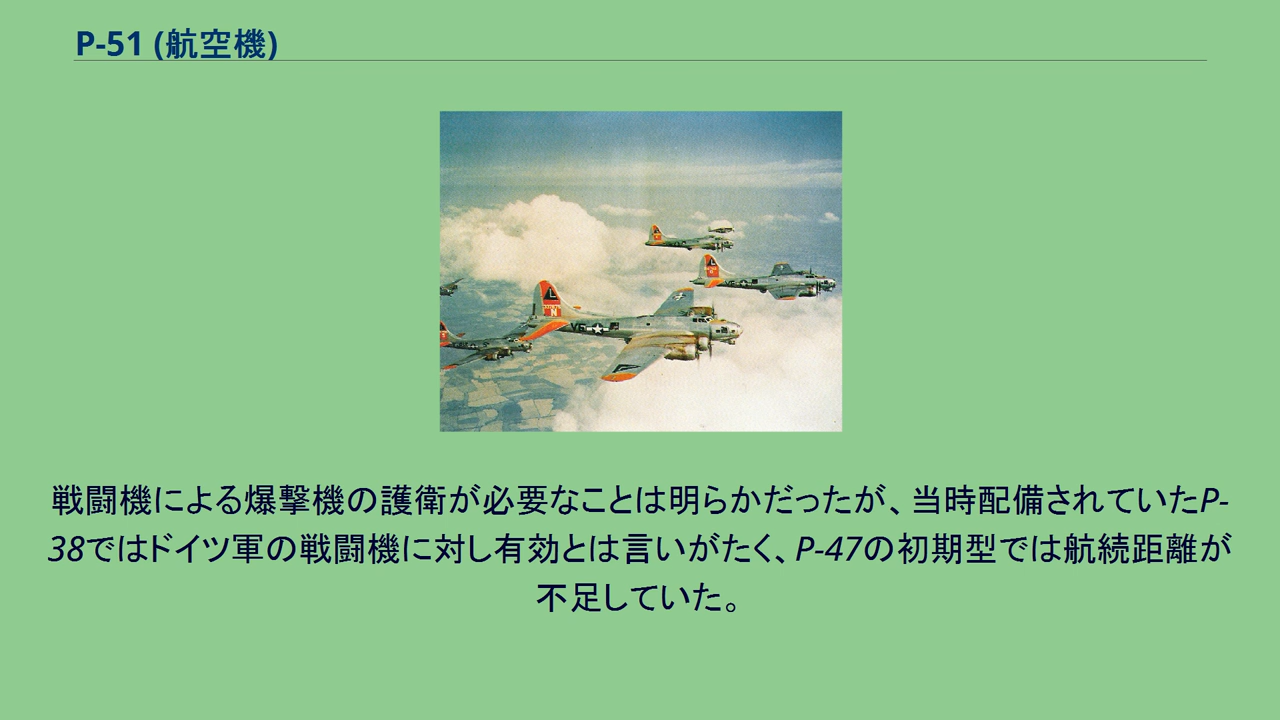 P-51 (航空機)
戦闘機による爆撃機の護衛が必要なことは明らかだったが、当時配備されていたP-
38ではドイツ軍の戦闘機に対し有効とは言いがたく、P-47の初期型では航続距離が
不足していた。